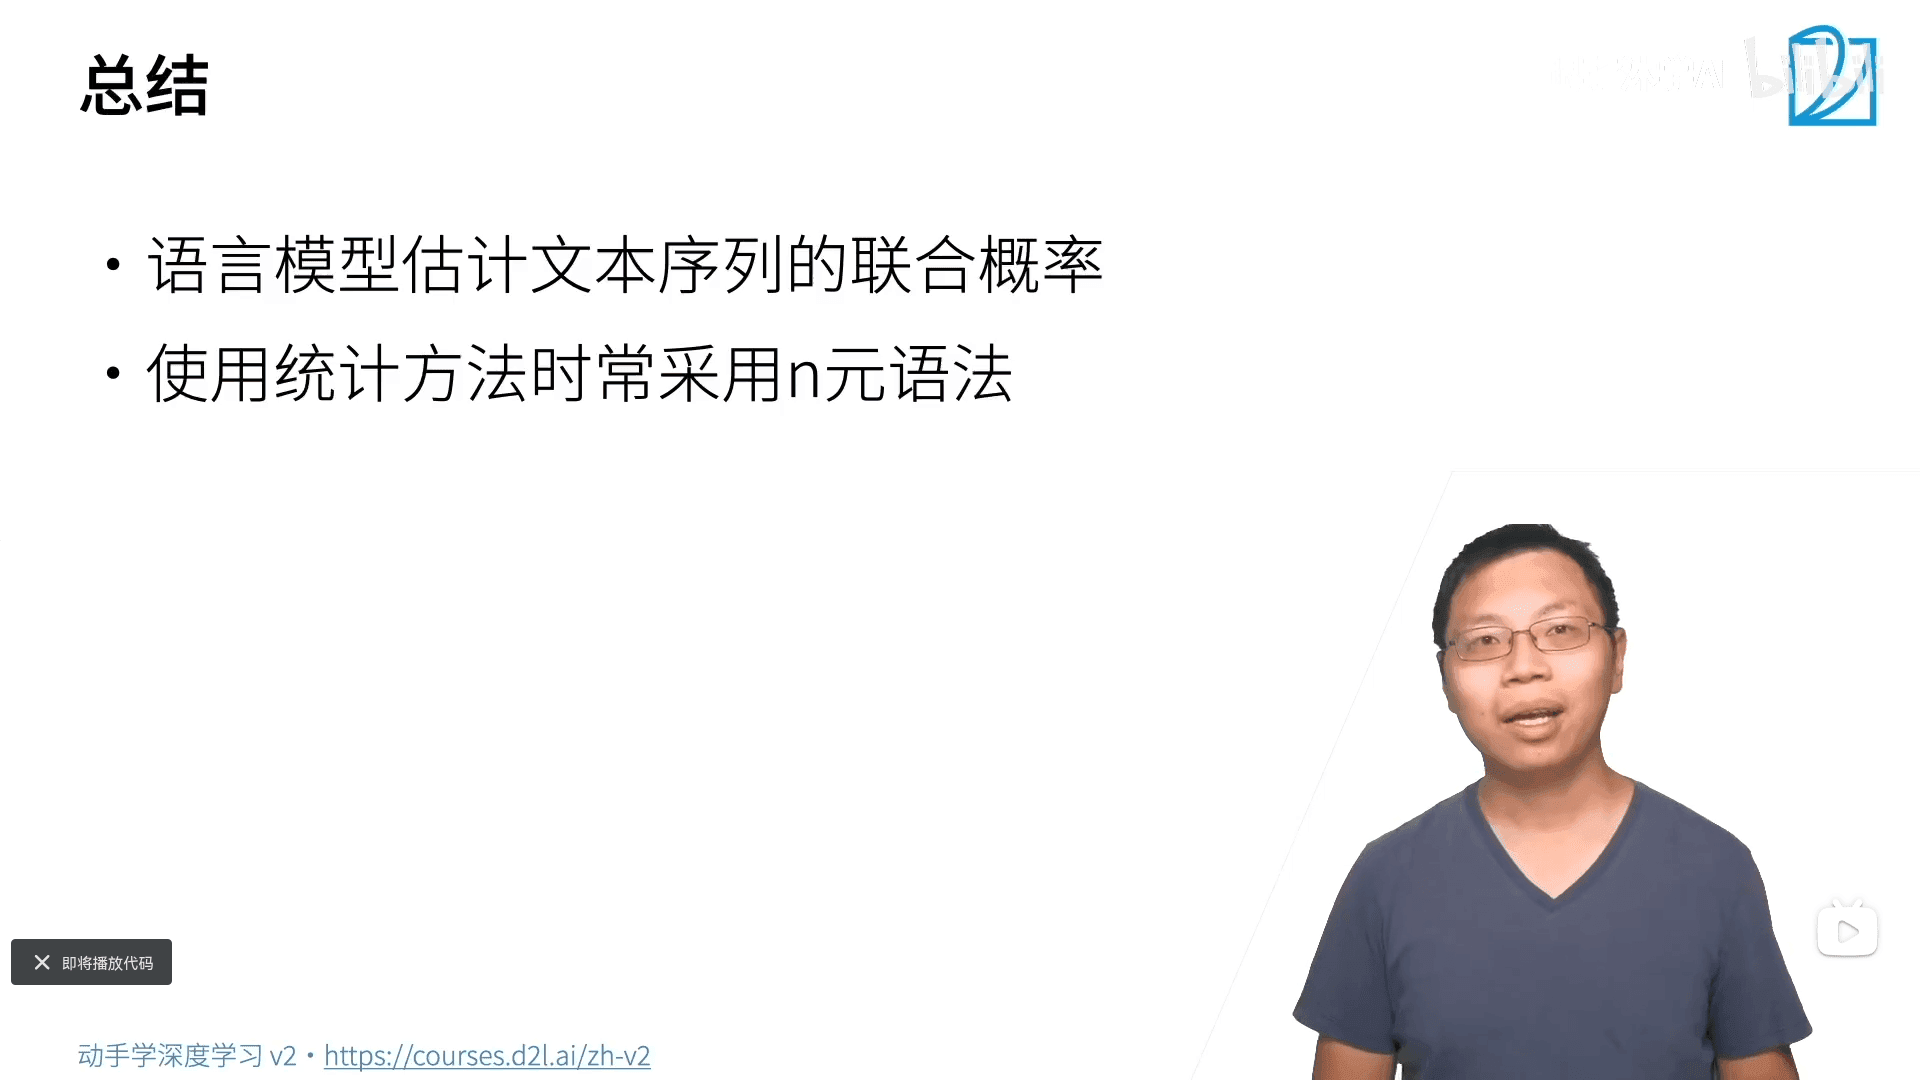 总结
bilibili
• 语言模型估计文本序列的联合概率
• 使用统计方法时常采用n元语法
即将播放代码
动手学深度学习 v2 • https://courses.d2l.ai/zh-v2